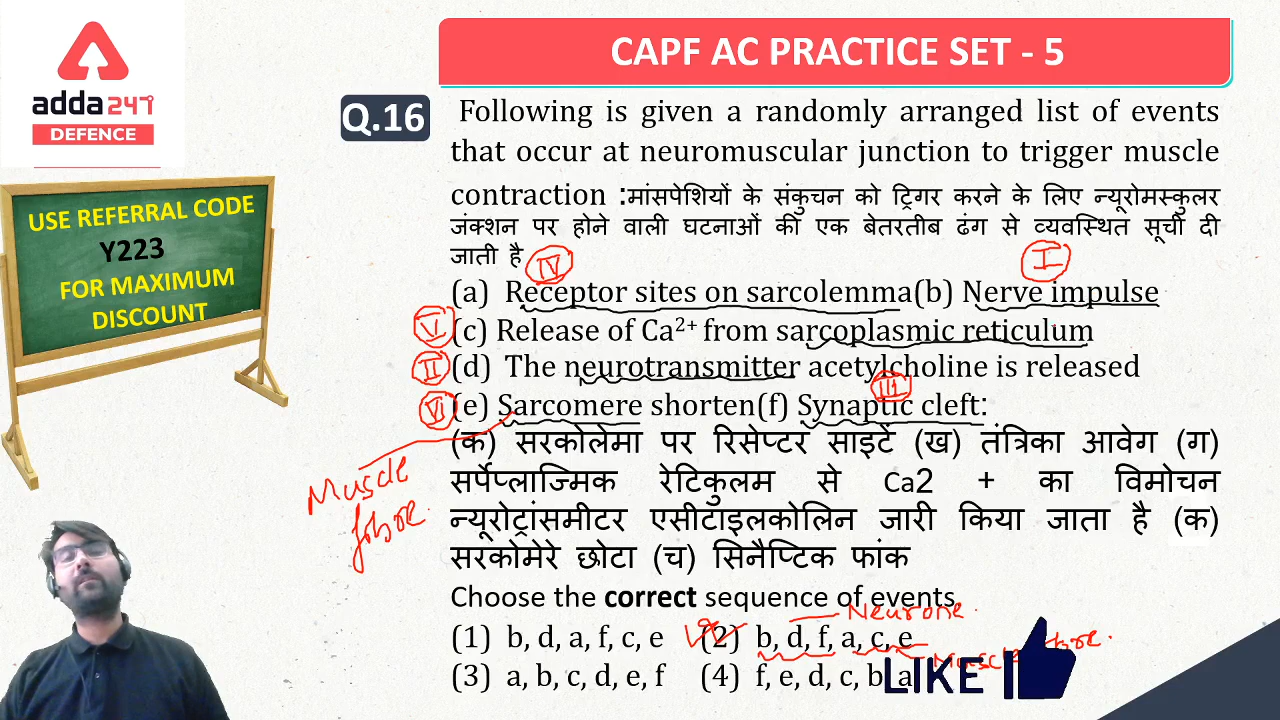 CAPF AC PRACTICE SET - 5
adda247
DEFENCE
USE REFERRAL CODE
Y223
FOR MAXIMUM
DISCOUNT
Q.16 Following is given a randomly arranged list of events
that occur at neuromuscular junction to trigger muscle
contraction :मांसपेशियों के संकुचन को ट्रिगर करने के लिए न्यूरोमस्कुलर
जंक्शन पर होने वाली घटनाओं की एक बेतरतीब ढंग से व्यवस्थित सूची दी
जाती है
IV I
(a) Receptor sites on sarcolemma(b) Nerve impulse
V (c) Release of Ca2+ from sarcoplasmic reticulum
II (d) The neurotransmitter acetylcholine is released
III
VI (e) Sarcomere shorten(f) Synaptic cleft:
(क) सरकोलेमा पर रिसेप्टर साइटें (ख) तंत्रिका आवेग (ग)
सर्पेप्लाज्मिक रेटिकुलम से Ca2 + का विमोचन
न्यूरोट्रांसमीटर एसीटाइलकोलिन जारी किया जाता है (क)
सरकोमेरे छोटा (च) सिनैप्टिक फांक
Muscle
fibre.
Choose the correct sequence of events.
Neurone.
(1) b, d, a, f, c, e (2) b, d, f, a, c, e
(3) a, b, c, d, e, f (4) f, e, d, c, b, a
LIKE